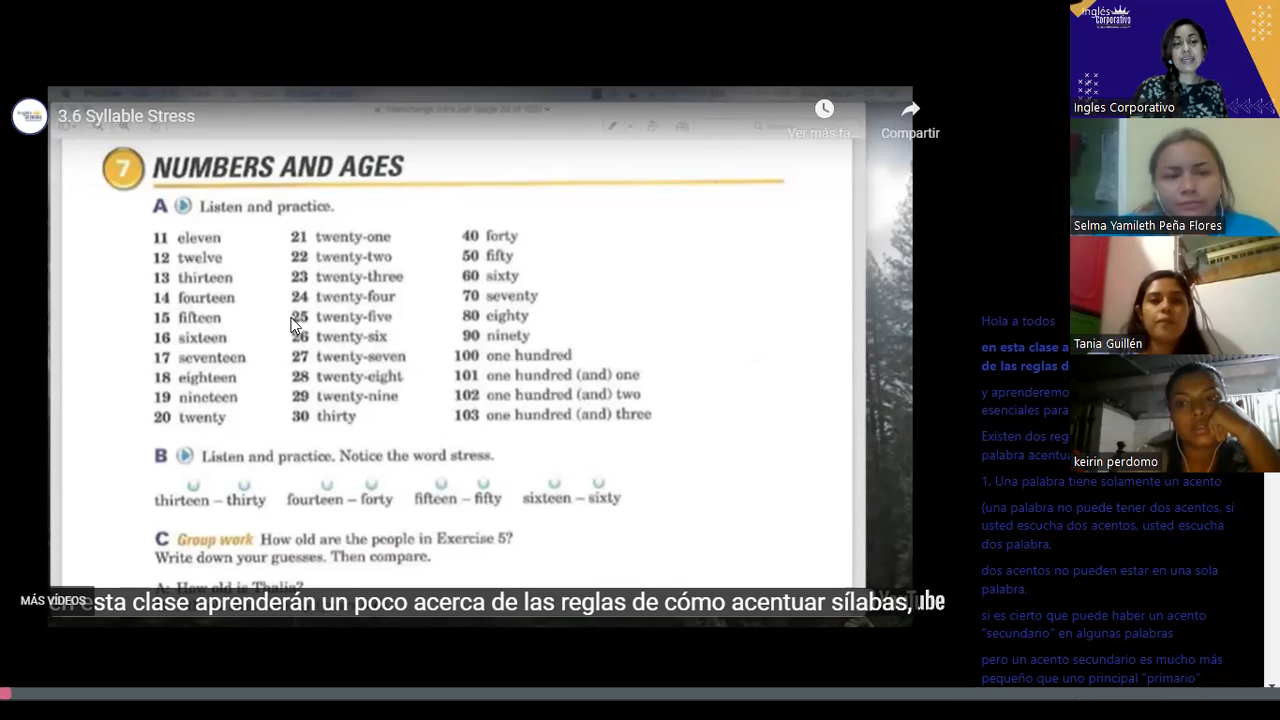 3.6 Syllable Stress
Ver más ta...
Compartir
7 NUMBERS AND AGES
A Listen and practice.
11 eleven
12 twelve
13 thirteen
14 fourteen
15 fifteen
16 sixteen
17 seventeen
18 eighteen
19 nineteen
20 twenty
21 twenty-one
22 twenty-two
23 twenty-three
24 twenty-four
25 twenty-five
26 twenty-six
27 twenty-seven
28 twenty-eight
29 twenty-nine
30 thirty
40 forty
50 fifty
60 sixty
70 seventy
80 eighty
90 ninety
100 one hundred
101 one hundred (and) one
102 one hundred (and) two
103 one hundred (and) three
B Listen and practice. Notice the word stress.
thirteen – thirty fourteen – forty fifteen – fifty sixteen – sixty
C Group work How old are the people in Exercise 5?
Write down your guesses. Then compare.
A: How old is Thalia?
MÁS VÍDEOS
en esta clase aprenderán un poco acerca de las reglas de cómo acentuar sílabas,
Hola a todos
en esta clase a
de las reglas d
y aprenderemo
esenciales para
Existen dos reg
palabra acentu
1. Una palabra tiene solamente un acento
(una palabra no puede tener dos acentos, si
usted escucha dos acentos, usted escucha
dos palabra,
dos acentos no pueden estar en una sola
palabra,
si es cierto que puede haber un acento
"secundario" en algunas palabras
pero un acento secundario es mucho más
pequeño que uno principal "primario"
Inglés
Corporativo
Ingles Corporativo
Selma Yamileth Peña Flores
Tania Guillén
keirin perdomo